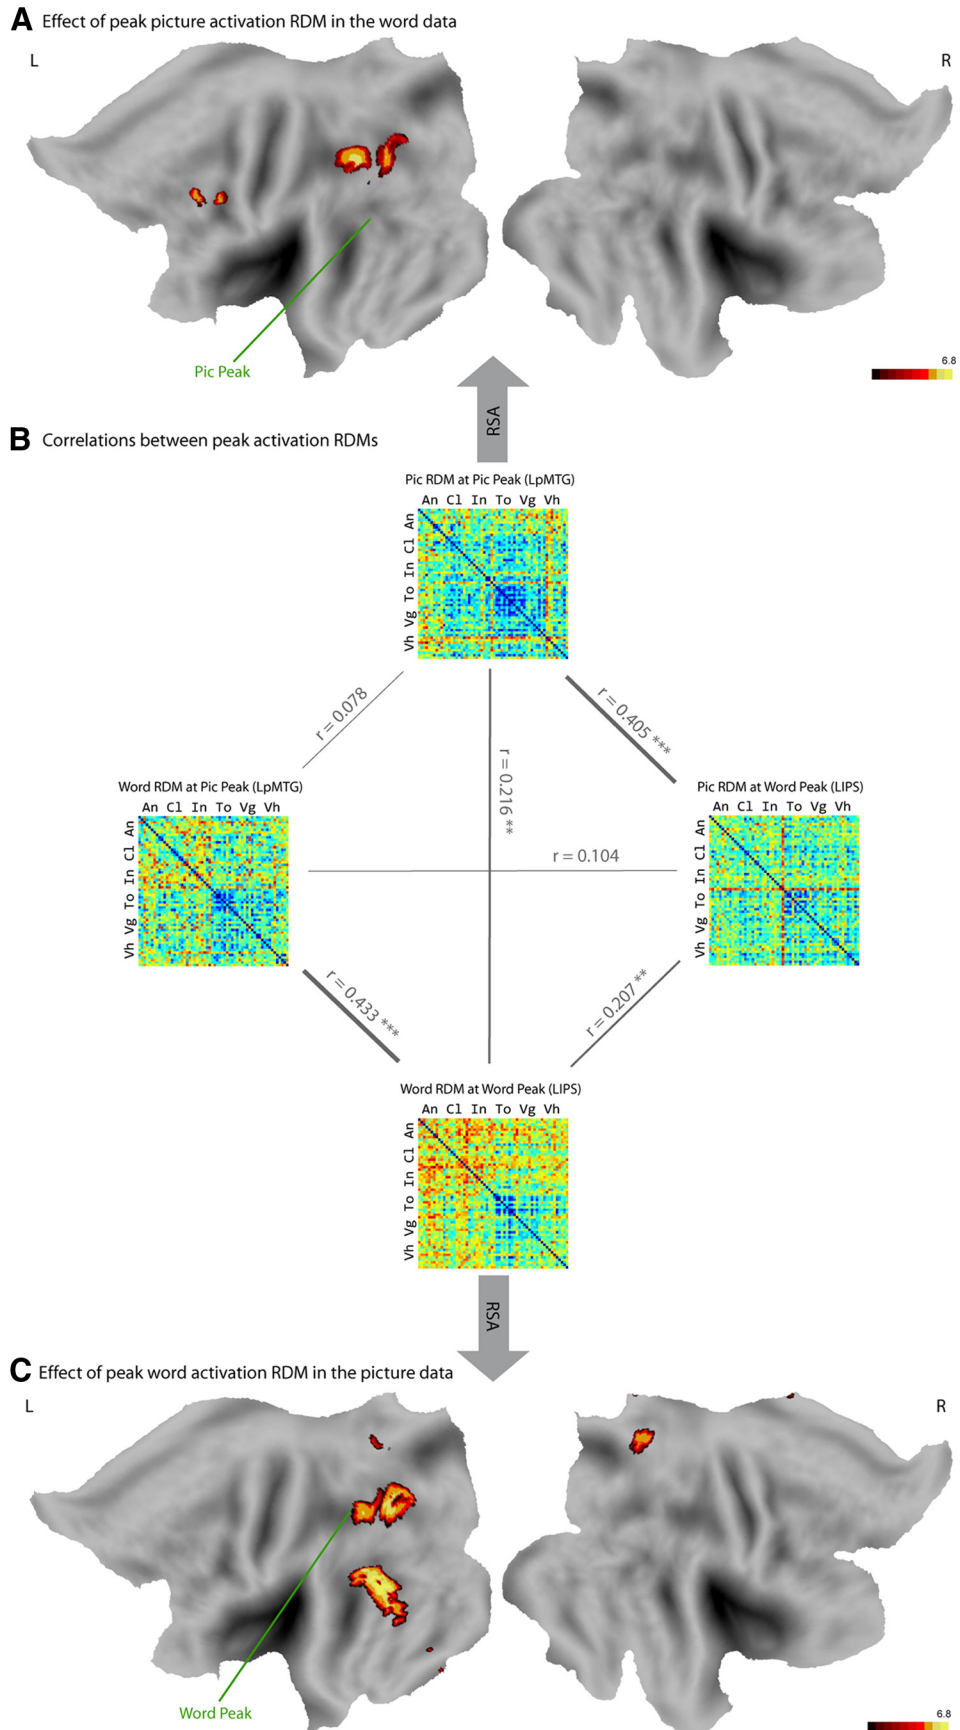 A Effect of peak picture activation RDM in the word data
L
R
Pic Peak
6.8
RSA
B Correlations between peak activation RDMs
Pic RDM at Pic Peak (LpMTG)
An Cl In To Vg Vh
An Cl In To Vg Vh
r = 0.078
r = 0.216 **
r = 0.405 ***
Word RDM at Pic Peak (LpMTG)
An Cl In To Vg Vh
An Cl In To Vg Vh
Pic RDM at Word Peak (LIPS)
An Cl In To Vg Vh
An Cl In To Vg Vh
r = 0.104
r = 0.433 ***
r = 0.207 **
Word RDM at Word Peak (LIPS)
An Cl In To Vg Vh
An Cl In To Vg Vh
RSA
C Effect of peak word activation RDM in the picture data
L
R
Word Peak
6.8